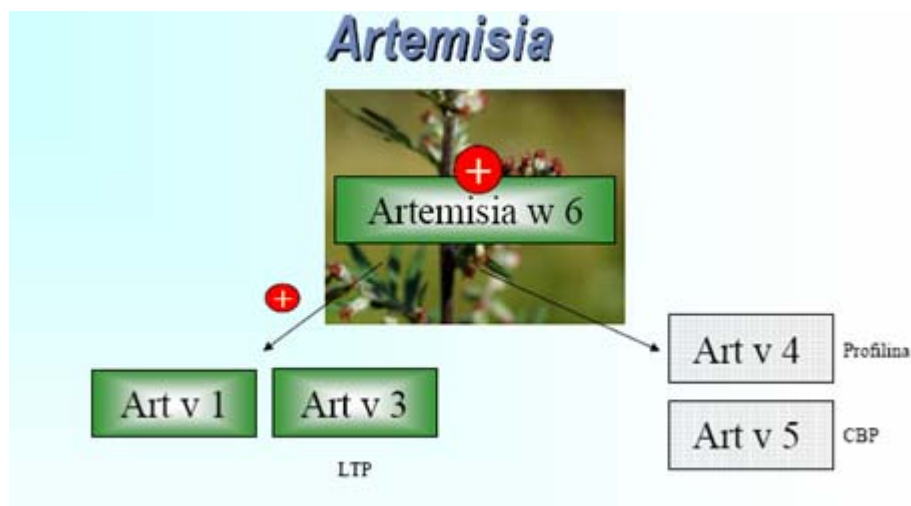 Artemisia
+
Artemisia w 6
+
Art v 1
Art v 3
LTP
Art v 4
Profilina
Art v 5
CBP